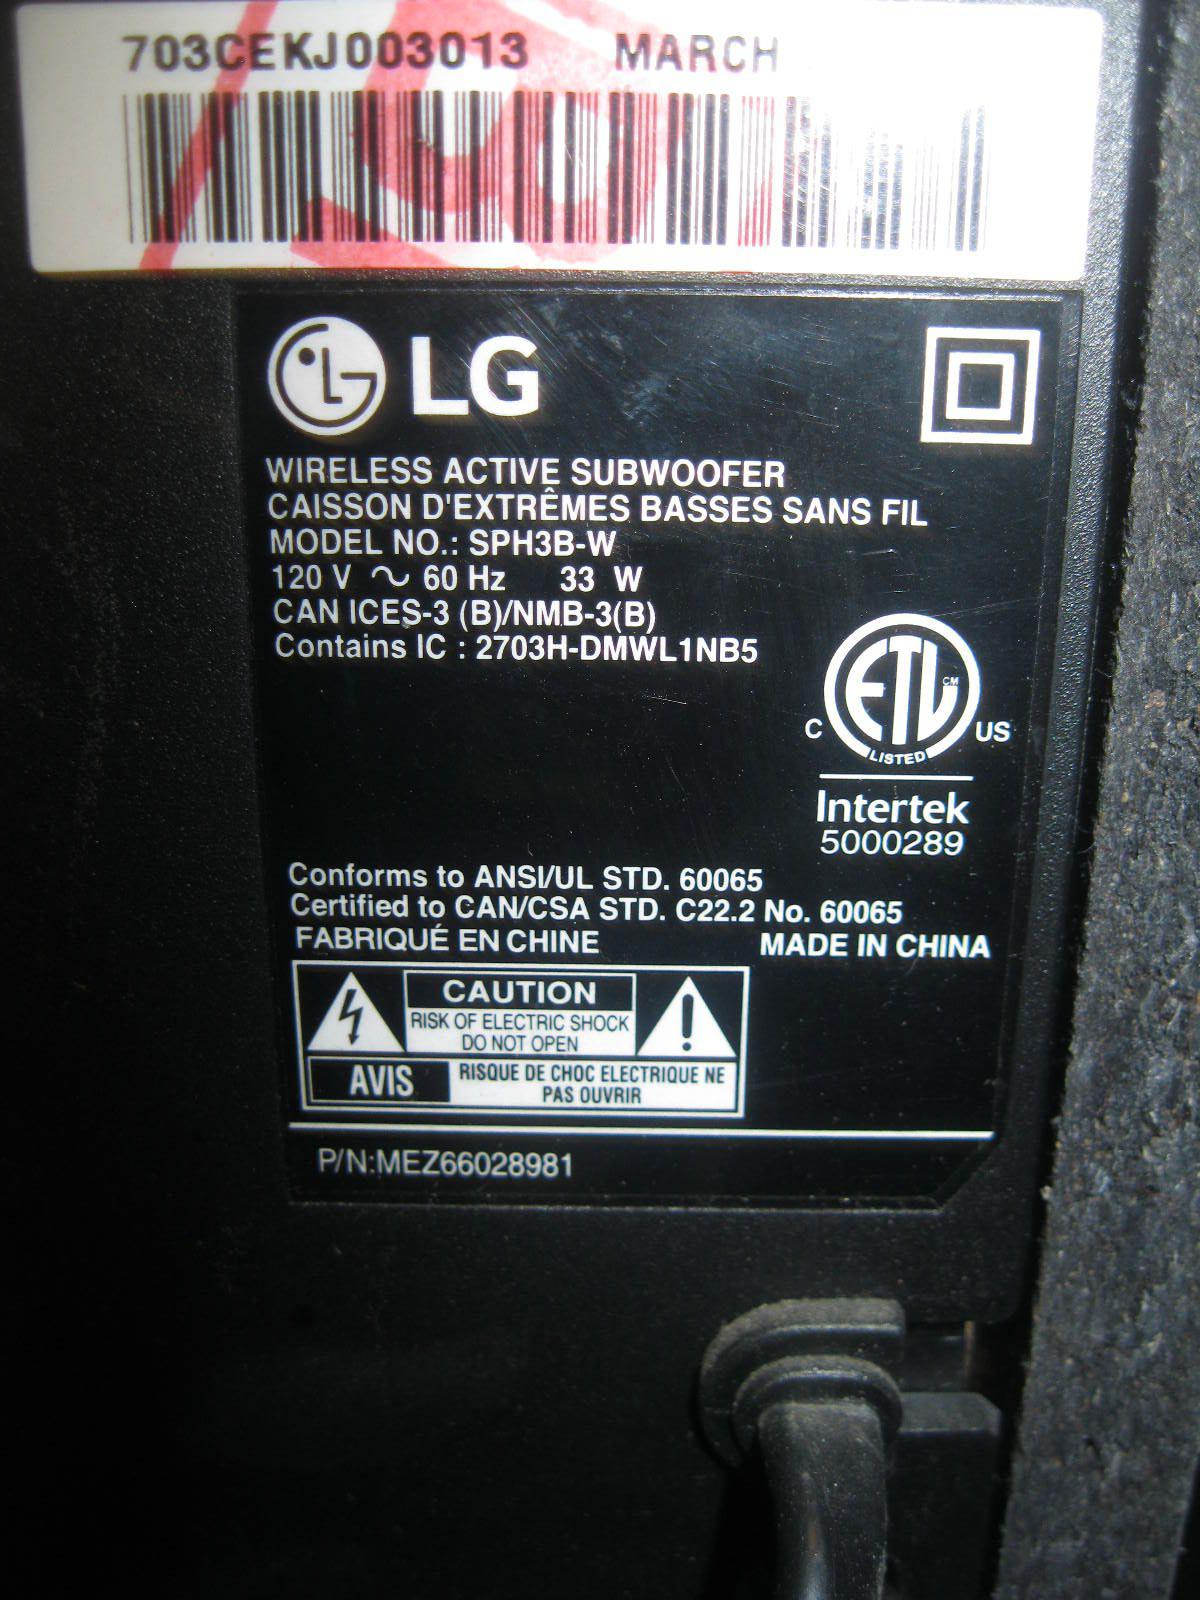 703CEKJ003013 MARCH
LG
WIRELESS ACTIVE SUBWOOFER
CAISSON D'EXTRÊMES BASSES SANS FIL
MODEL NO.: SPH3B-W
120 V ~ 60 Hz 33 W
CAN ICES-3 (B)/NMB-3(B)
Contains IC : 2703H-DMWL1NB5
C ETL CM US
LISTED
Intertek
5000289
Conforms to ANSI/UL STD. 60065
Certified to CAN/CSA STD. C22.2 No. 60065
FABRIQUÉ EN CHINE MADE IN CHINA
CAUTION
RISK OF ELECTRIC SHOCK
DO NOT OPEN
AVIS RISQUE DE CHOC ELECTRIQUE NE
PAS OUVRIR
P/N:MEZ66028981